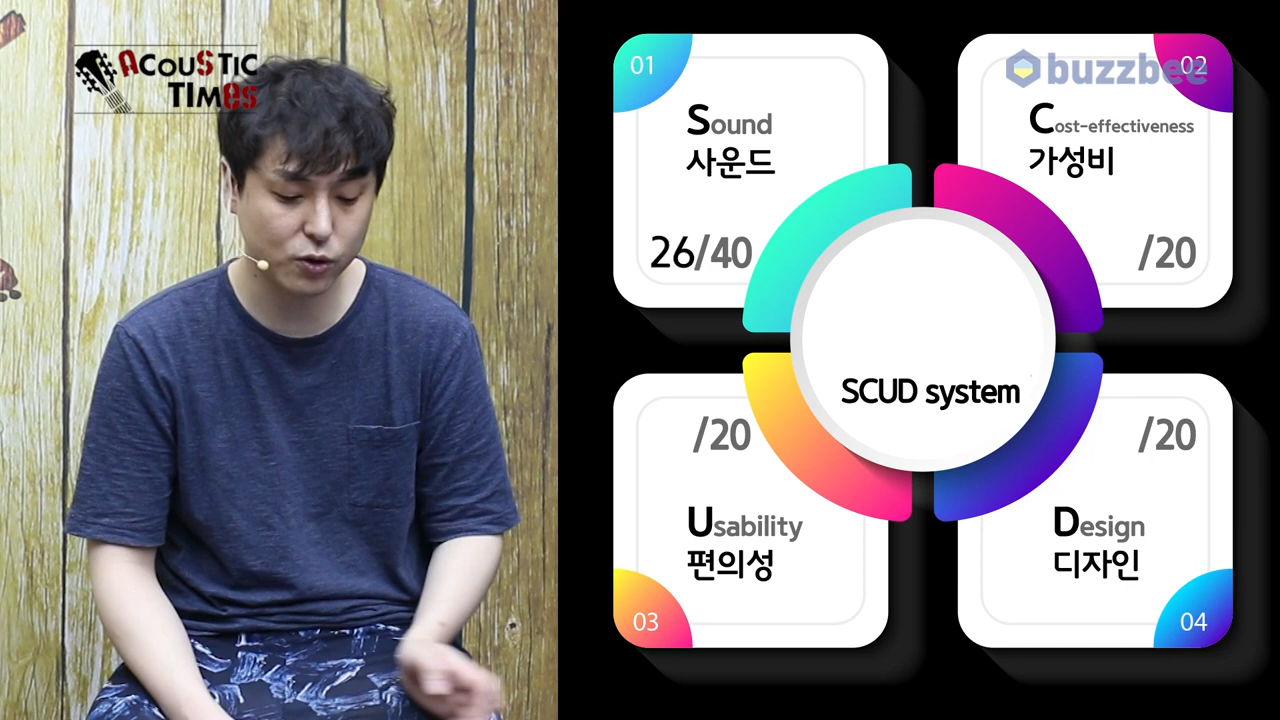 ACOUSTIC
TIMES
01
Sound
사운드
26/40
buzzbee
02
Cost-effectiveness
가성비
/20
SCUD system
/20
Usability
편의성
03
/20
Design
디자인
04